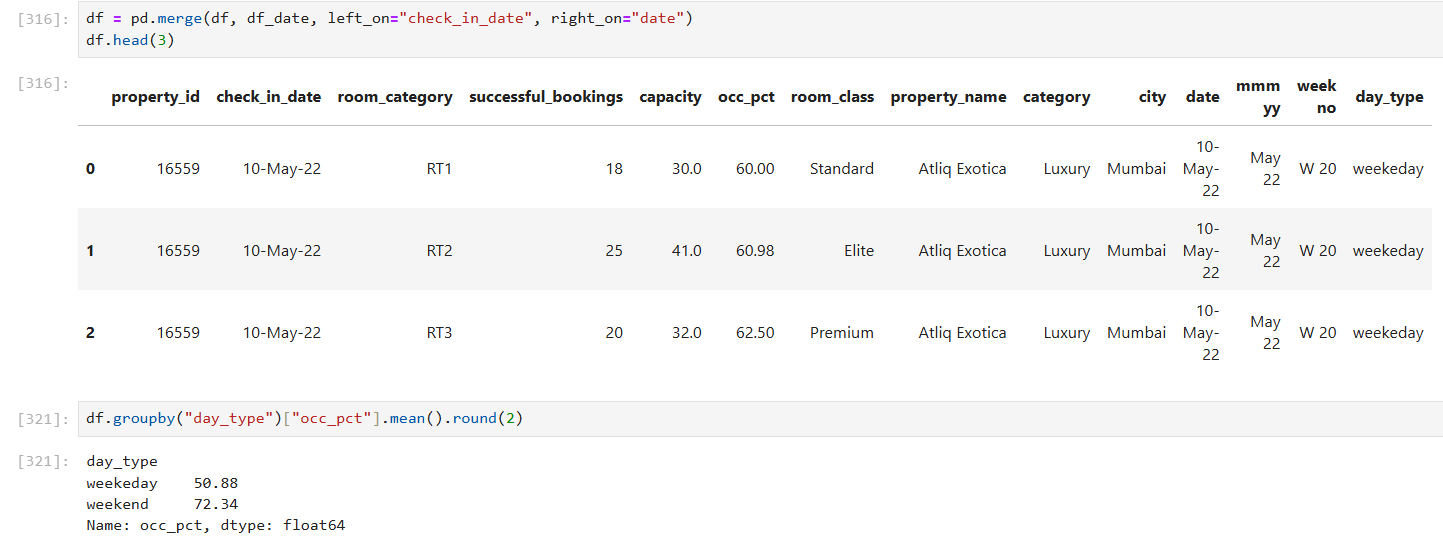 [316]: df = pd.merge(df, df_date, left_on="check_in_date", right_on="date")
df.head(3)
[316]:
property_id check_in_date room_category successful_bookings capacity occ_pct room_class property_name category city date mmm yy week no day_type
0 16559 10-May-22 RT1 18 30.0 60.00 Standard Atliq Exotica Luxury Mumbai 10-May-22 May 22 W 20 weekeday
1 16559 10-May-22 RT2 25 41.0 60.98 Elite Atliq Exotica Luxury Mumbai 10-May-22 May 22 W 20 weekeday
2 16559 10-May-22 RT3 20 32.0 62.50 Premium Atliq Exotica Luxury Mumbai 10-May-22 May 22 W 20 weekeday
[321]: df.groupby("day_type")["occ_pct"].mean().round(2)
[321]: day_type
weekeday 50.88
weekend 72.34
Name: occ_pct, dtype: float64